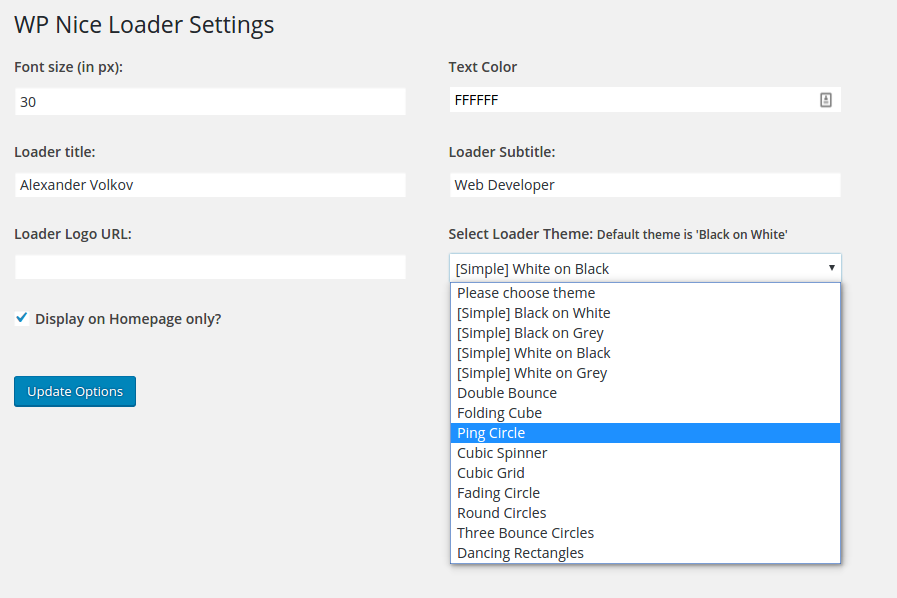 WP Nice Loader Settings
Font size (in px):
Text Color
30
FFFFFF
Loader title:
Loader Subtitle:
Alexander Volkov
Web Developer
Loader Logo URL:
Select Loader Theme: Default theme is 'Black on White'
[Simple] White on Black
Please choose theme
[Simple] Black on White
[Simple] Black on Grey
[Simple] White on Black
[Simple] White on Grey
Double Bounce
Folding Cube
Ping Circle
Cubic Spinner
Cubic Grid
Fading Circle
Round Circles
Three Bounce Circles
Dancing Rectangles
Display on Homepage only?
Update Options